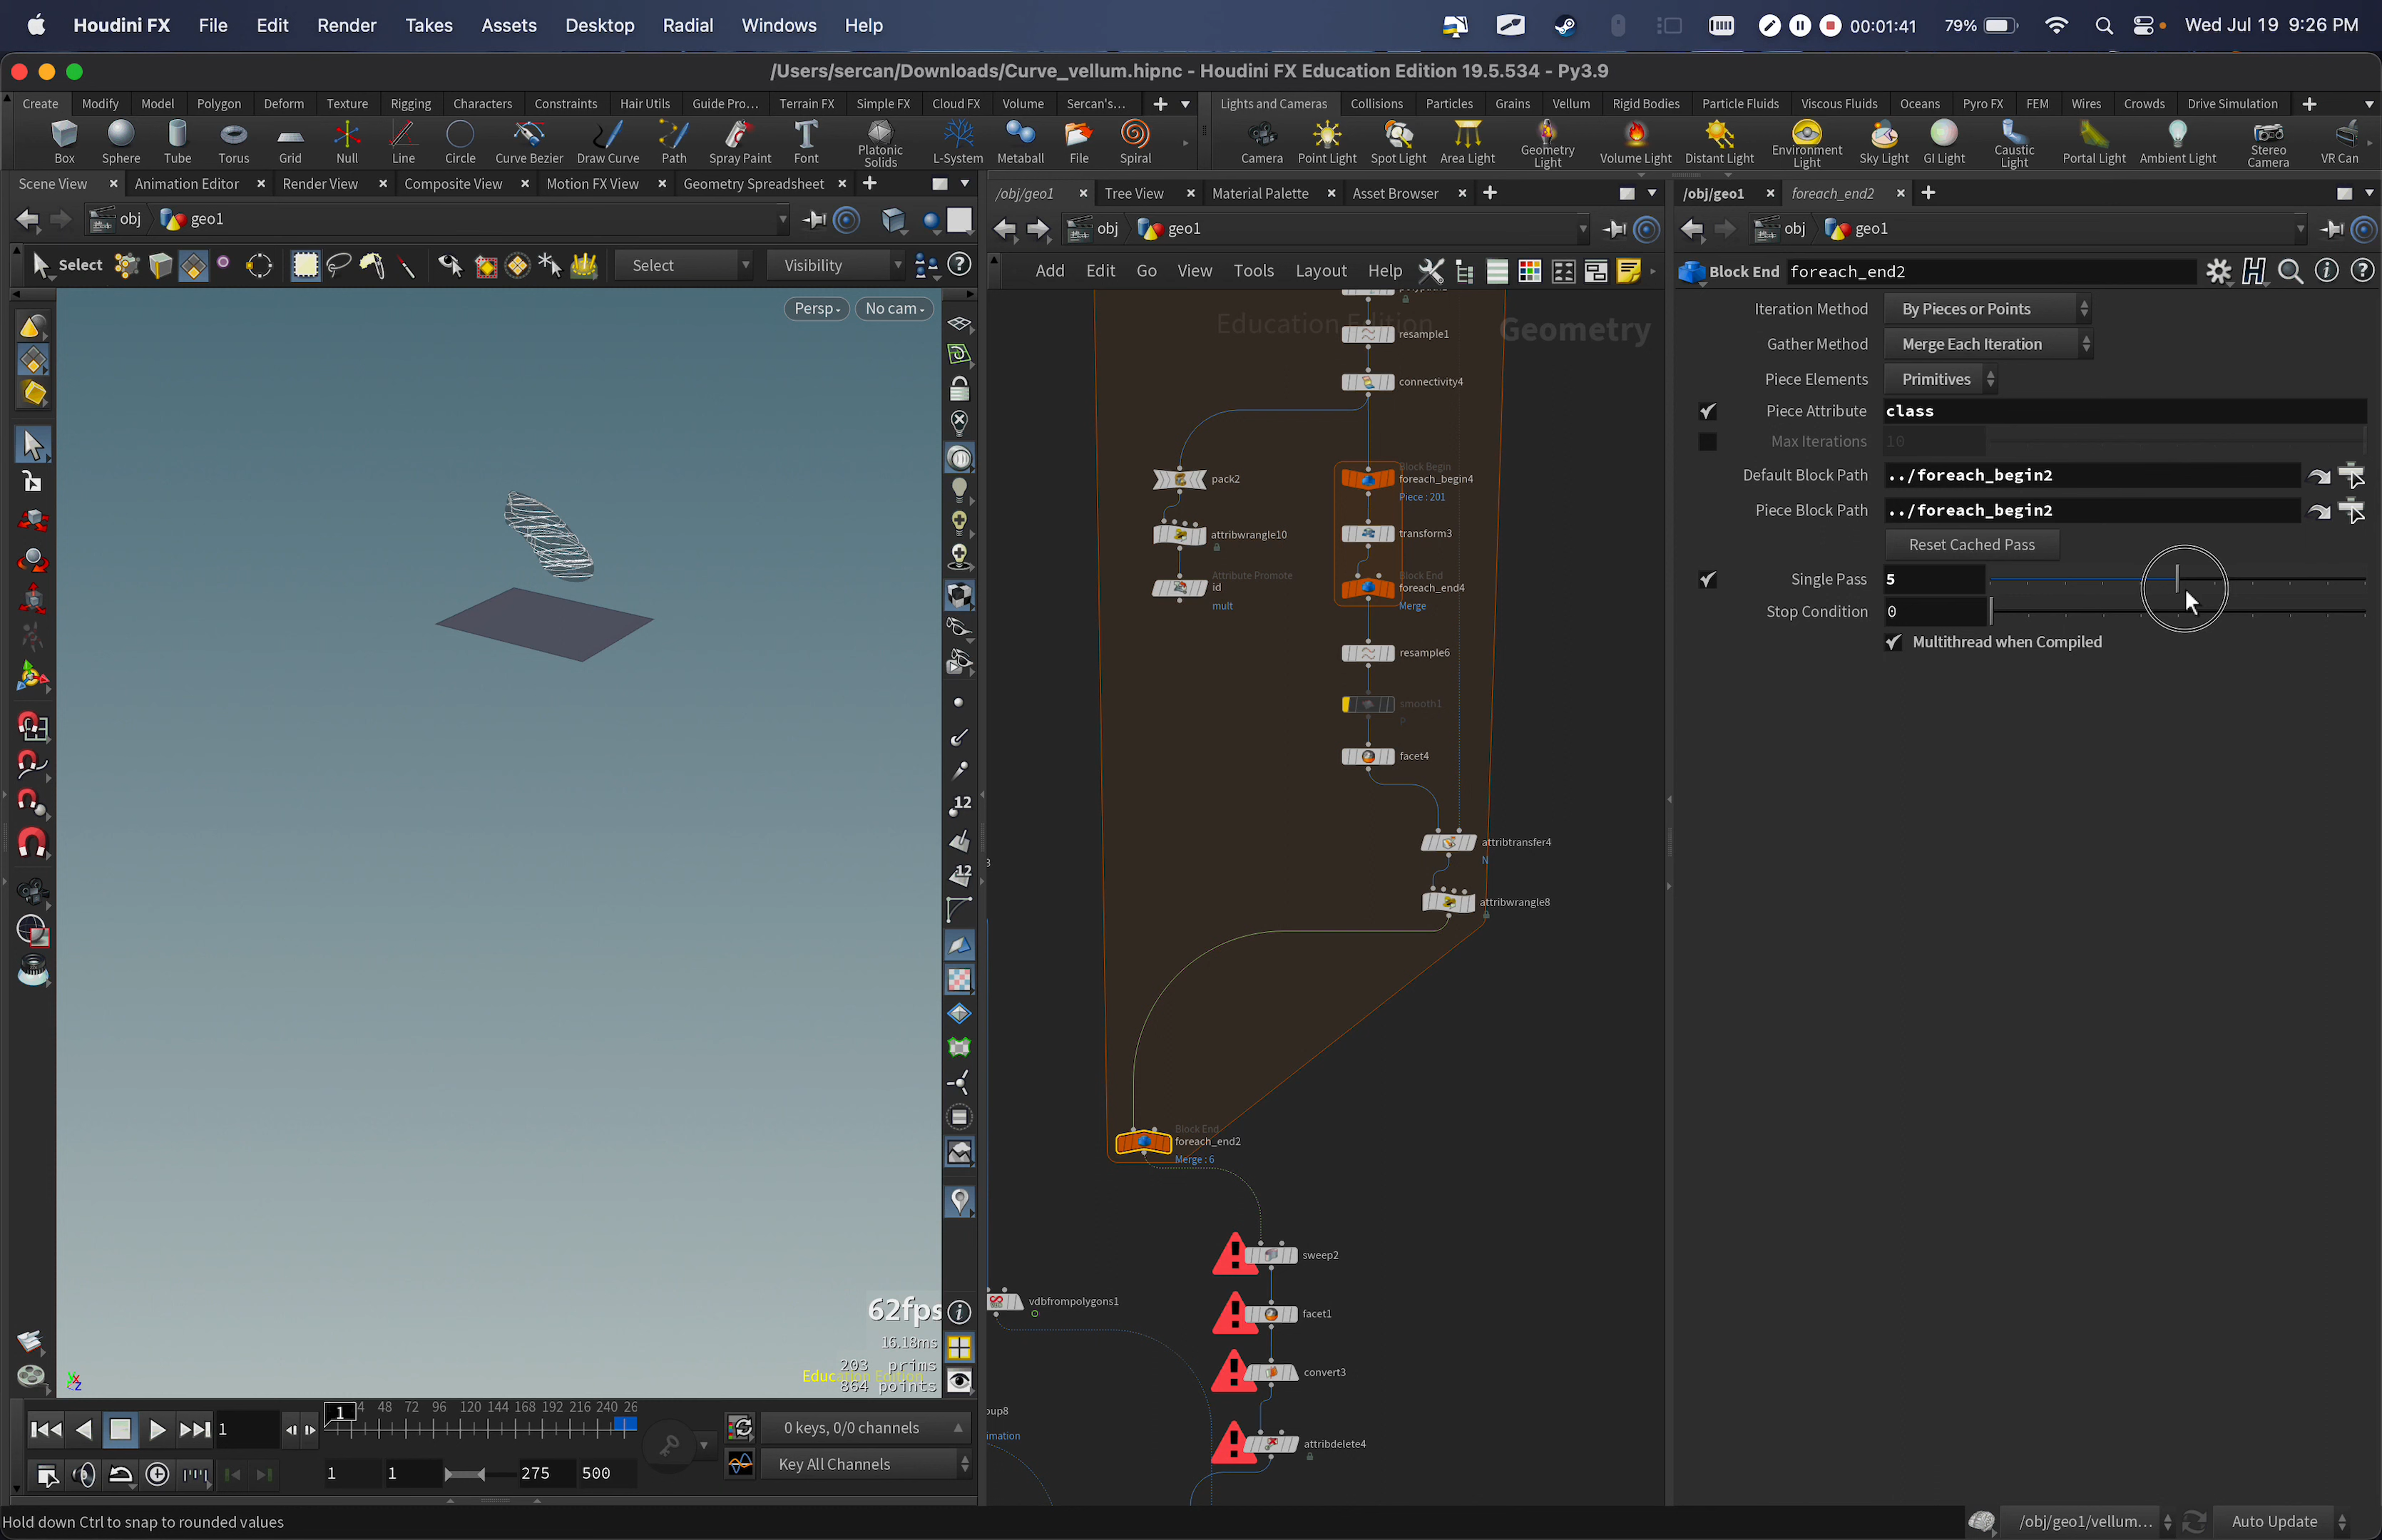 Houdini FX File Edit Render Takes Assets Desktop Radial Windows Help 00:01:41 79% Wed Jul 19 9:26 PM
/Users/sercan/Downloads/Curve_vellum.hipnc - Houdini FX Education Edition 19.5.534 - Py3.9
Create Modify Model Polygon Deform Texture Rigging Characters Constraints Hair Utils Guide Pro... Terrain FX Simple FX Cloud FX Volume Sercan's...
Lights and Cameras Collisions Particles Grains Vellum Rigid Bodies Particle Fluids Viscous Fluids Oceans Pyro FX FEM Wires Crowds Drive Simulation
Box Sphere Tube Torus Grid Null Line Circle Curve Bezier Draw Curve Path Spray Paint Font Platonic Solids L-System Metaball File Spiral
Camera Point Light Spot Light Area Light Geometry Light Volume Light Distant Light Environment Light Sky Light GI Light Caustic Light Portal Light Ambient Light Stereo Camera VR Can
Scene View Animation Editor Render View Composite View Motion FX View Geometry Spreadsheet
obj geo1
Select Select Visibility
Persp No cam
62fps
16.18ms
203 prims
Education Edition
864 points
/obj/geo1 Tree View Material Palette Asset Browser
obj geo1
Add Edit Go View Tools Layout Help
Education Edition
Geometry
resample1
connectivity4
pack2
Block Begin
foreach_begin4
Piece : 201
attribwrangle10
transform3
Attribute Promote
id
mult
Block End
foreach_end4
Merge
resample6
smooth1
P
facet4
attribtransfer4
N
3
attribwrangle8
Block End
foreach_end2
Merge : 6
sweep2
vdbfrompolygons1
facet1
convert3
oup8
imation
attribdelete4
/obj/geo1 foreach_end2
obj geo1
Block End foreach_end2
Iteration Method By Pieces or Points
Gather Method Merge Each Iteration
Piece Elements Primitives
Piece Attribute class
Max Iterations 10
Default Block Path ../foreach_begin2
Piece Block Path ../foreach_begin2
Reset Cached Pass
Single Pass 5
Stop Condition 0
Multithread when Compiled
1 1 4 48 72 96 120 144 168 192 216 240 26
0 keys, 0/0 channels
1 1 275 500
Key All Channels
Hold down Ctrl to snap to rounded values
/obj/geo1/vellum... Auto Update